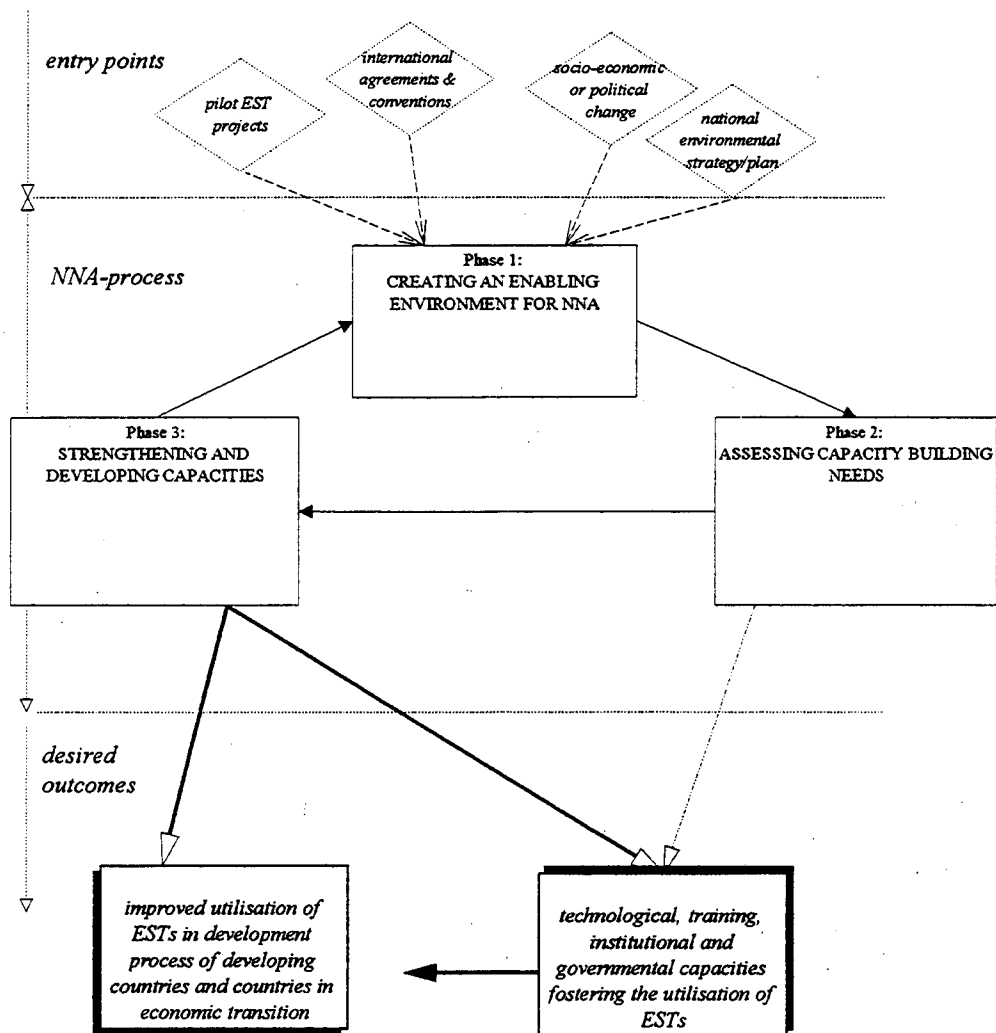 entry points
pilot EST
projects
international
agreements &
conventions
socio-economic
or political
change
national
environmental
strategy/plan
NNA-process
Phase 1:
CREATING AN ENABLING
ENVIRONMENT FOR NNA
Phase 3:
STRENGTHENING AND
DEVELOPING CAPACITIES
Phase 2:
ASSESSING CAPACITY BUILDING
NEEDS
desired
outcomes
improved utilisation of
ESTs in development
process of developing
countries and countries in
economic transition
technological, training,
institutional and
governmental capacities
fostering the utilisation of
ESTs